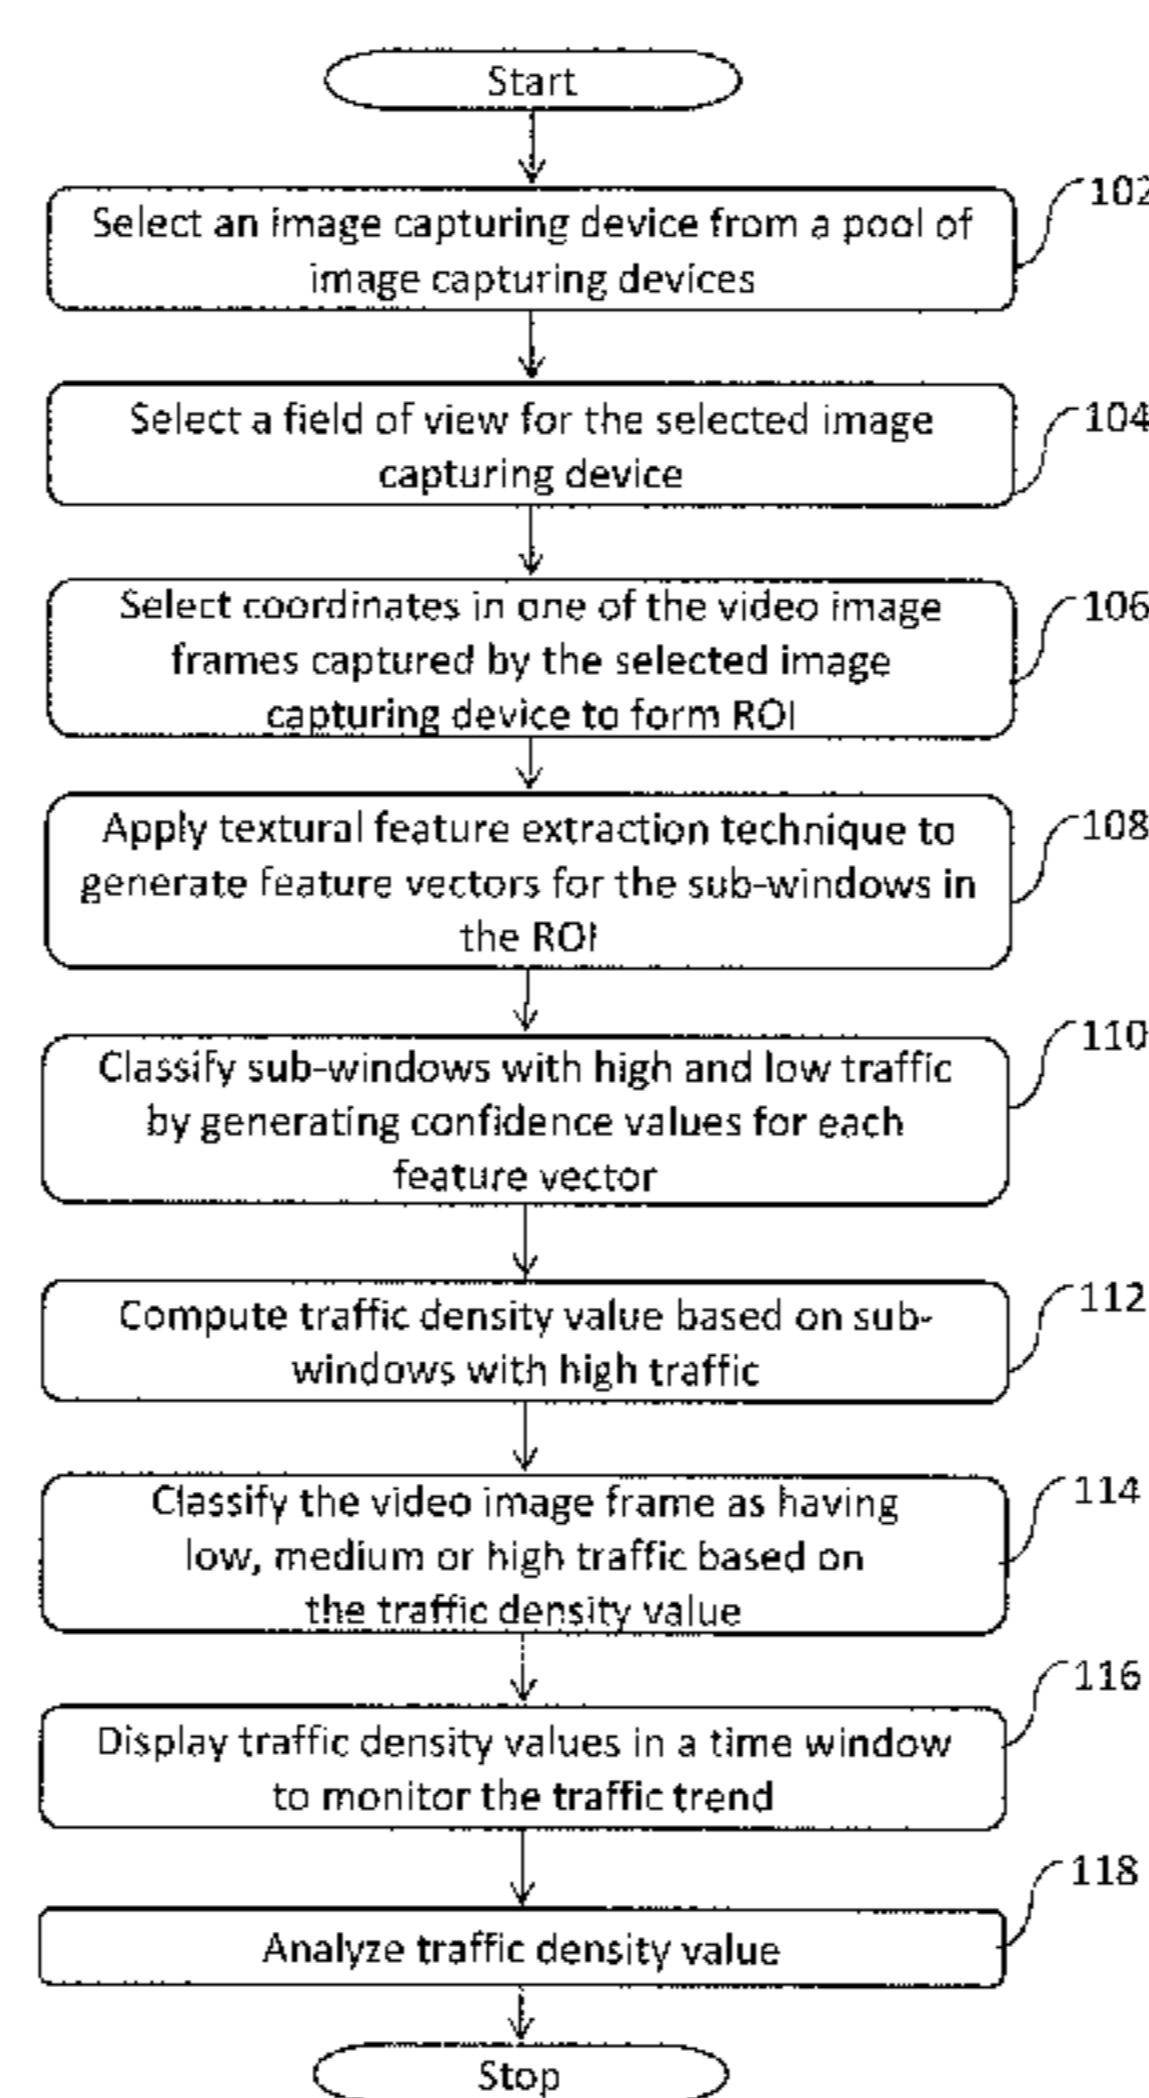 Start
102
Select an image capturing device from a pool of
image capturing devices
104
Select a field of view for the selected image
capturing device
106
Select coordinates in one of the video image
frames captured by the selected image
capturing device to form ROI
108
Apply textural feature extraction technique to
generate feature vectors for the sub-windows in
the ROI
110
Classify sub-windows with high and low traffic
by generating confidence values for each
feature vector
112
Compute traffic density value based on sub-
windows with high traffic
114
Classify the video image frame as having
low, medium or high traffic based on
the traffic density value
116
Display traffic density values in a time window
to monitor the traffic trend
118
Analyze traffic density value
Stop